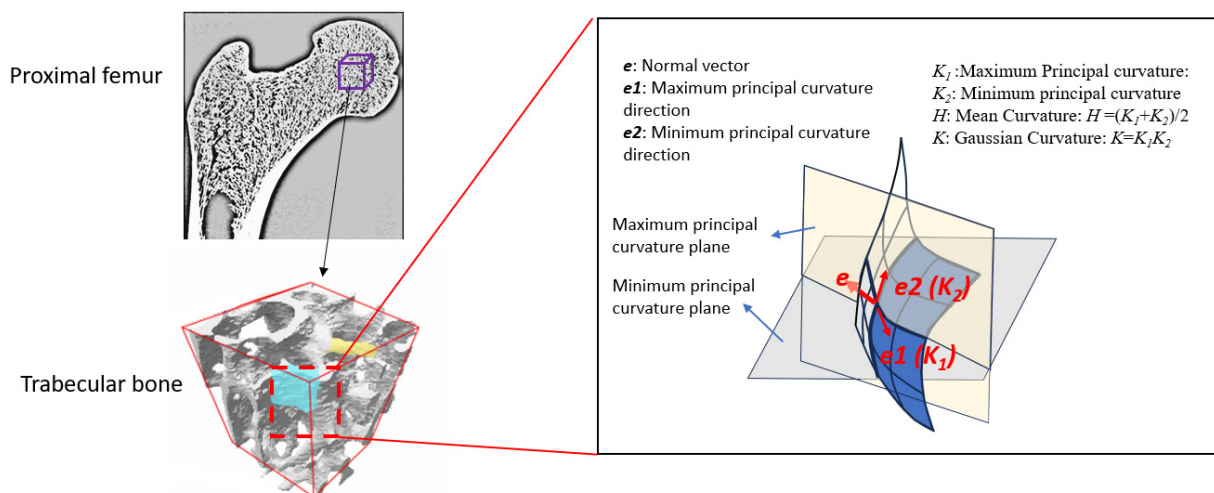 Proximal femur
Trabecular bone
e: Normal vector
e1: Maximum principal curvature
direction
e2: Minimum principal curvature
direction
K₁ :Maximum Principal curvature:
K₂: Minimum principal curvature
H: Mean Curvature: H =(K₁+K₂)/2
K: Gaussian Curvature: K=K₁K₂
Maximum principal
curvature plane
Minimum principal
curvature plane
e
e2 (K₂)
e1 (K₁)